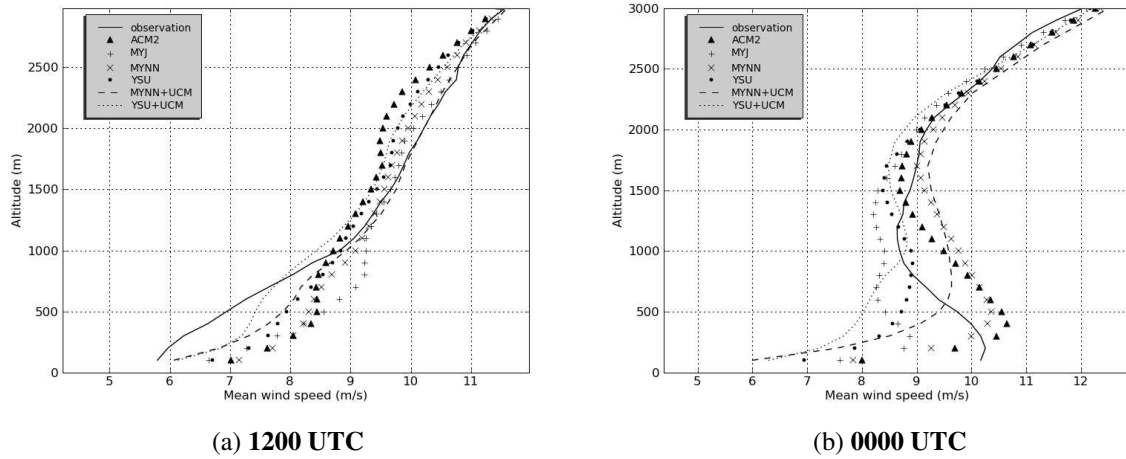 observation
ACM2
MYJ
MYNN
YSU
MYNN+UCM
YSU+UCM
2500
2000
1500
1000
500
0
Altitude (m)
5 6 7 8 9 10 11
Mean wind speed (m/s)
(a) 1200 UTC
observation
ACM2
MYJ
MYNN
YSU
MYNN+UCM
YSU+UCM
3000
2500
2000
1500
1000
500
0
Altitude (m)
5 6 7 8 9 10 11 12
Mean wind speed (m/s)
(b) 0000 UTC